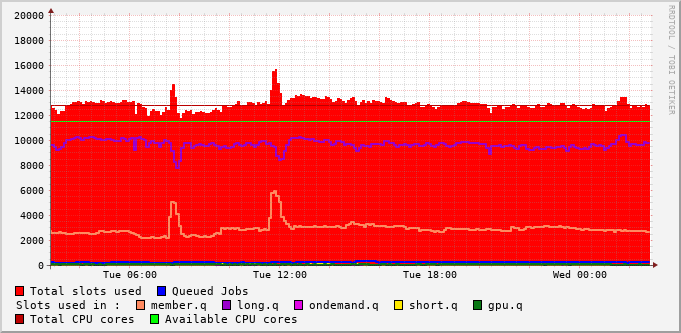 20000
18000
16000
14000
12000
10000
8000
6000
4000
2000
0
Tue 06:00 Tue 12:00 Tue 18:00 Wed 00:00
Total slots used Queued Jobs
Slots used in : member.q long.q ondemand.q short.q gpu.q
Total CPU cores Available CPU cores
RRDTOOL / TOBI OETIKER